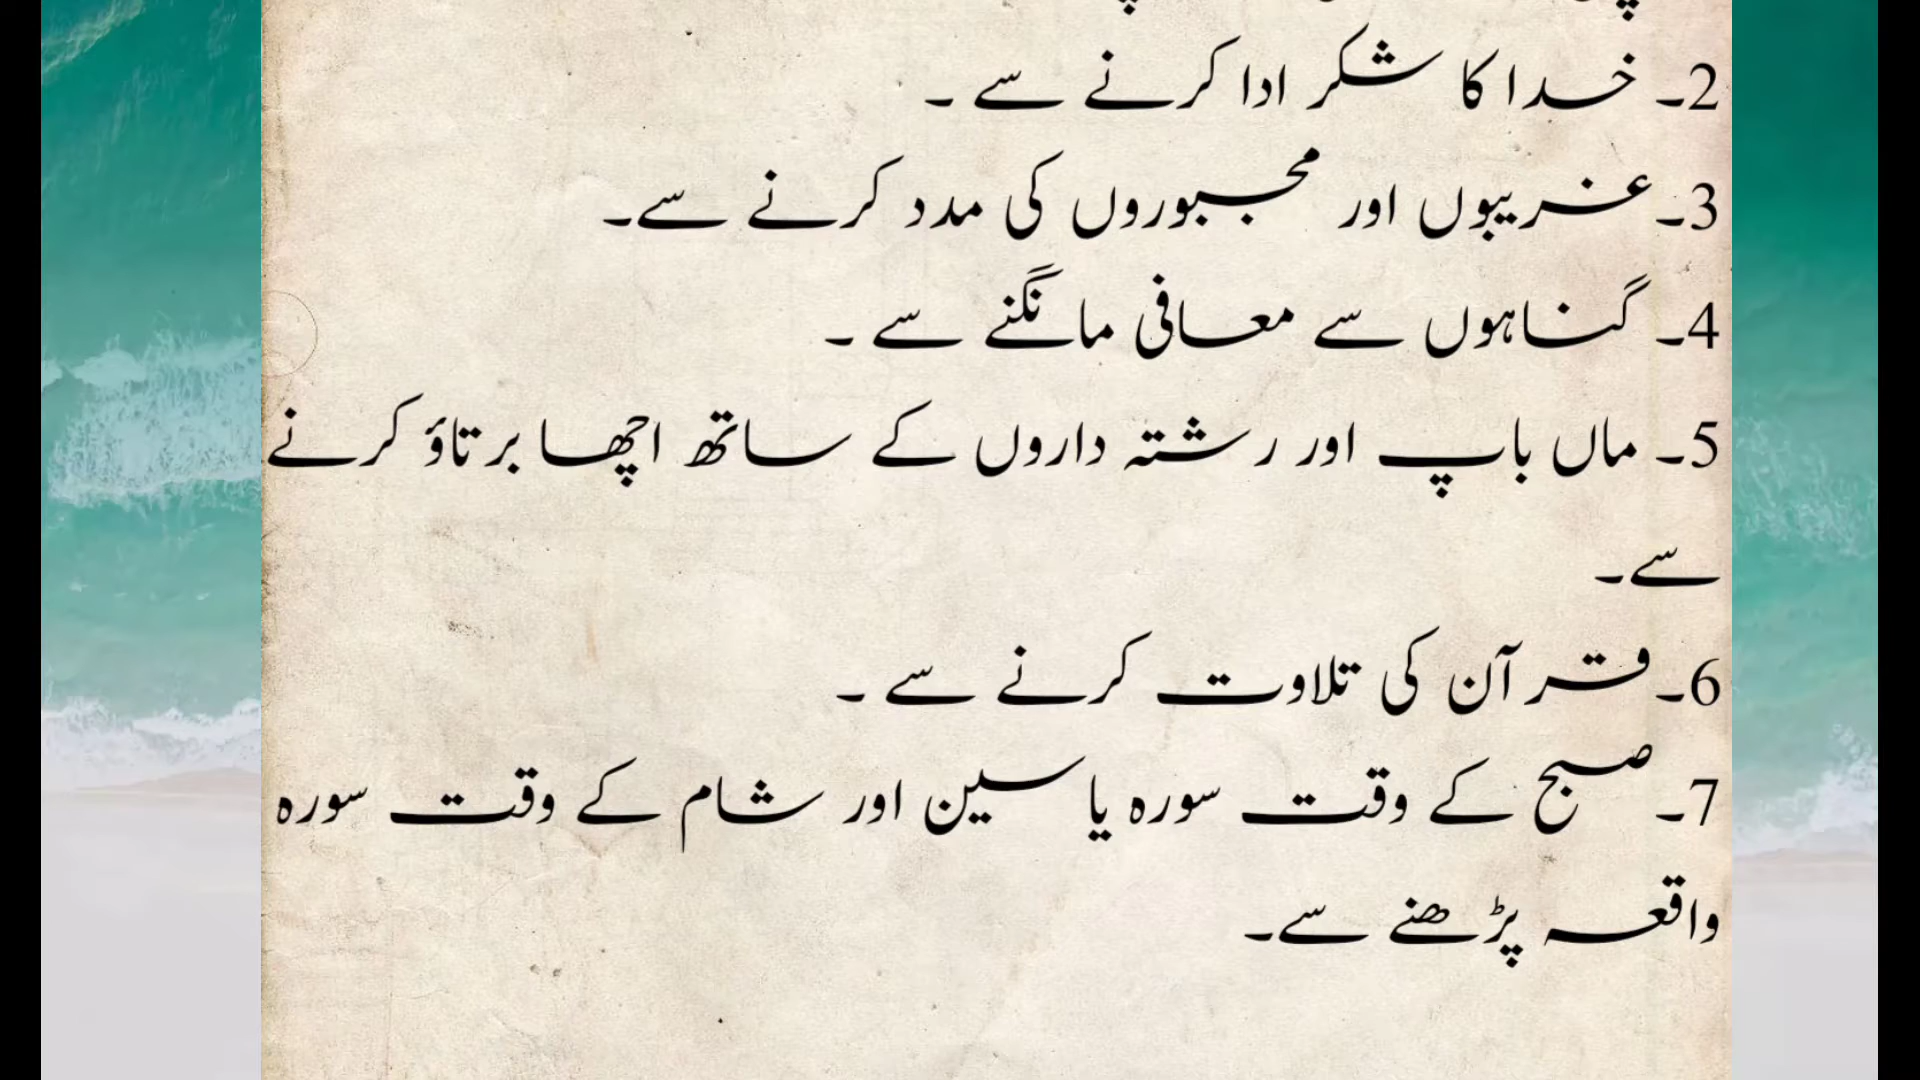 2۔ خدا کا شکر ادا کرنے سے ۔
3۔غریبوں اور مجبوروں کی مدد کرنے سے۔
4۔ گناہوں سے معافی مانگنے سے ۔
5۔ ماں باپ اور رشتہ داروں کے ساتھ اچھا برتاؤ کرنے
سے۔
6۔قرآن کی تلاوت کرنے سے ۔
7۔صبح کے وقت سورہ یاسین اور شام کے وقت سورہ
واقعہ پڑھنے سے۔